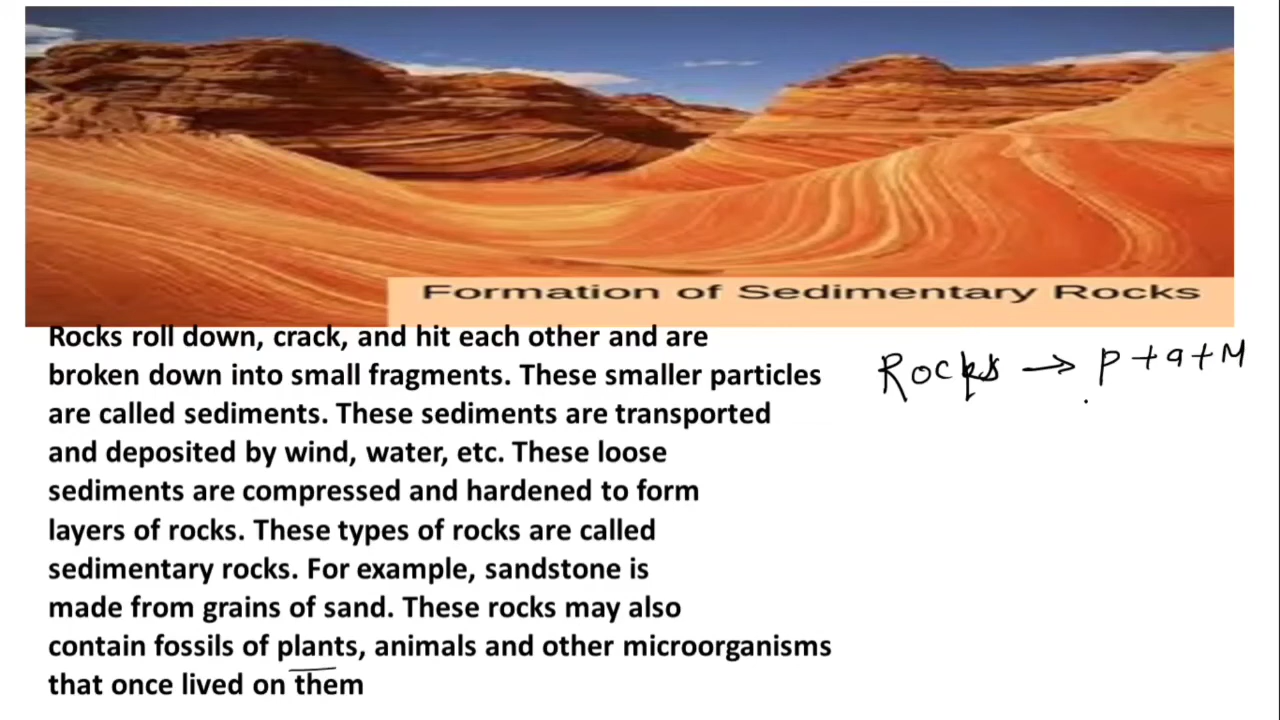 Formation of Sedimentary Rocks
Rocks roll down, crack, and hit each other and are
broken down into small fragments. These smaller particles
are called sediments. These sediments are transported
and deposited by wind, water, etc. These loose
sediments are compressed and hardened to form
layers of rocks. These types of rocks are called
sedimentary rocks. For example, sandstone is
made from grains of sand. These rocks may also
contain fossils of plants, animals and other microorganisms
that once lived on them
Rocks → P + a + M